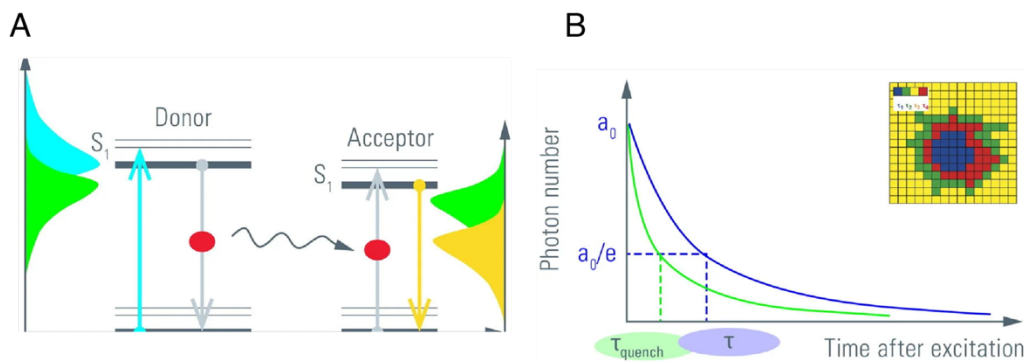 A
Donor
S1
Acceptor
S1
B
Photon number
a0
a0/e
τ1 τ2 τ3 τ4
τquench
τ
Time after excitation